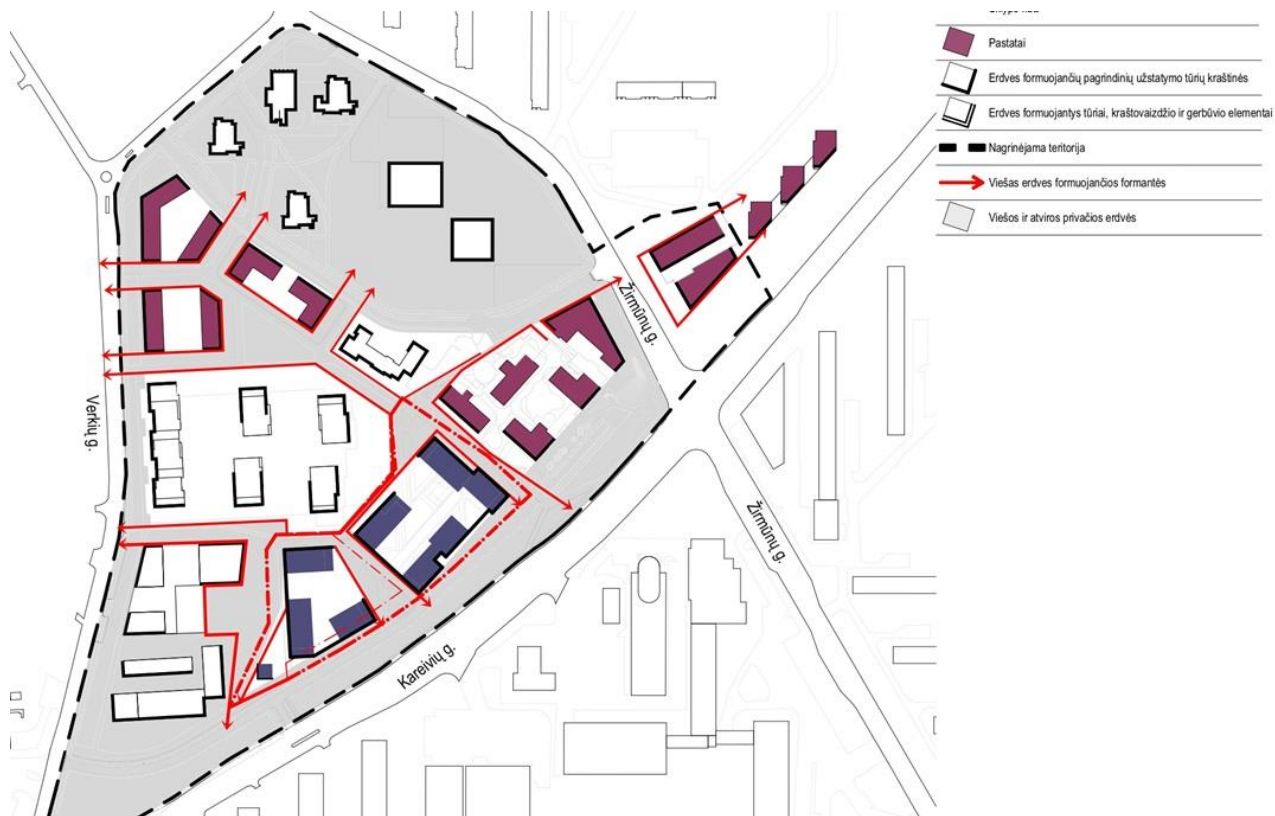 Pastatai
Erdves formuojančių pagrindinių užstatymo tūrių kraštinės
Erdves formuojantys tūriai, kraštovaizdžio ir gerbūvio elementai
Nagrinėjama teritorija
Viešas erdves formuojančios formantės
Viešos ir atviros privačios erdvės
Žirmūnų g.
Verkių g.
Žirmūnų g.
Kareivių g.